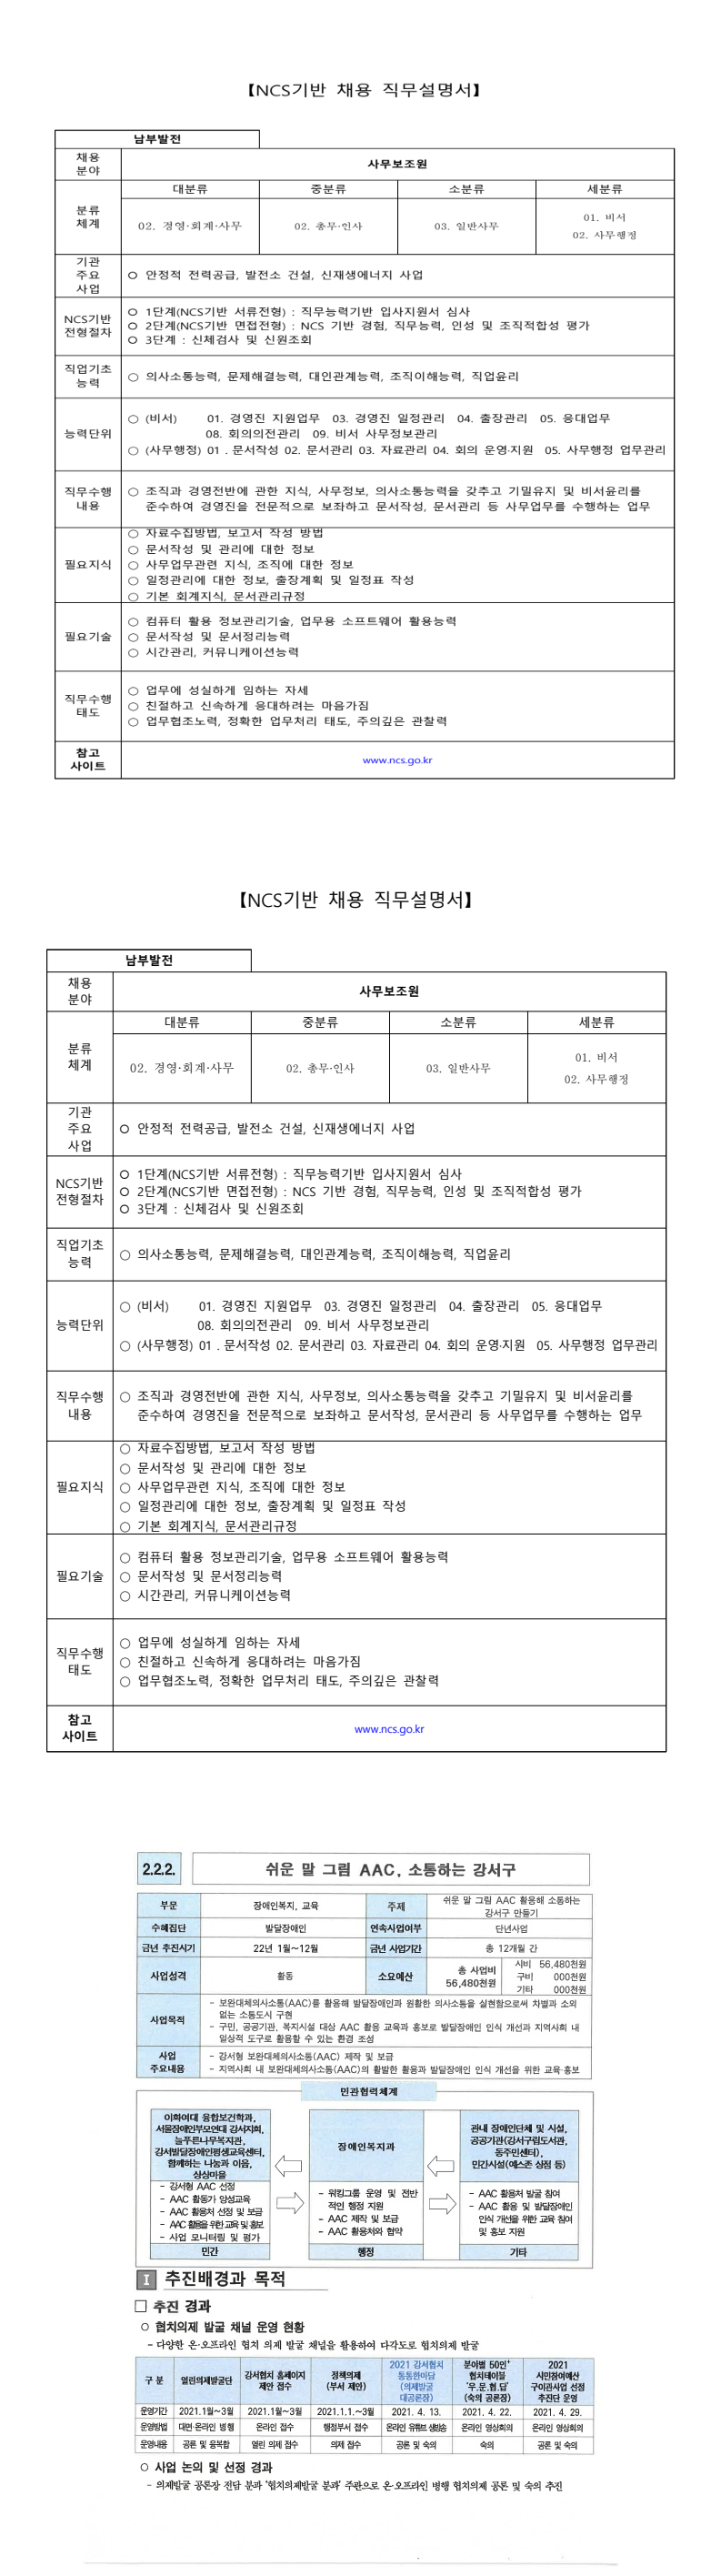 【NCS기반 채용 직무설명서】
남부발전
채용
분야
사무보조원
분류
체계
대분류 중분류 소분류 세분류
02. 경영·회계·사무 02. 총무·인사 03. 일반사무
01. 비서
02. 사무행정
기관
주요
사업
○ 안정적 전력공급, 발전소 건설, 신재생에너지 사업
NCS기반
전형절차
○ 1단계(NCS기반 서류전형) : 직무능력기반 입사지원서 심사
○ 2단계(NCS기반 면접전형) : NCS 기반 경험, 직무능력, 인성 및 조직적합성 평가
○ 3단계 : 신체검사 및 신원조회
직업기초
능력
○ 의사소통능력, 문제해결능력, 대인관계능력, 조직이해능력, 직업윤리
능력단위
○ (비서) 01. 경영진 지원업무 03. 경영진 일정관리 04. 출장관리 05. 응대업무
08. 회의의전관리 09. 비서 사무정보관리
○ (사무행정) 01 . 문서작성 02. 문서관리 03. 자료관리 04. 회의 운영·지원 05. 사무행정 업무관리
직무수행
내용
○ 조직과 경영전반에 관한 지식, 사무정보, 의사소통능력을 갖추고 기밀유지 및 비서윤리를
준수하여 경영진을 전문적으로 보좌하고 문서작성, 문서관리 등 사무업무를 수행하는 업무
필요지식
○ 자료수집방법, 보고서 작성 방법
○ 문서작성 및 관리에 대한 정보
○ 사무업무관련 지식, 조직에 대한 정보
○ 일정관리에 대한 정보, 출장계획 및 일정표 작성
○ 기본 회계지식, 문서관리규정
필요기술
○ 컴퓨터 활용 정보관리기술, 업무용 소프트웨어 활용능력
○ 문서작성 및 문서정리능력
○ 시간관리, 커뮤니케이션능력
직무수행
태도
○ 업무에 성실하게 임하는 자세
○ 친절하고 신속하게 응대하려는 마음가짐
○ 업무협조노력, 정확한 업무처리 태도, 주의깊은 관찰력
참고
사이트
www.ncs.go.kr
【NCS기반 채용 직무설명서】
남부발전
채용
분야
사무보조원
분류
체계
대분류 중분류 소분류 세분류
02. 경영·회계·사무 02. 총무·인사 03. 일반사무
01. 비서
02. 사무행정
기관
주요
사업
○ 안정적 전력공급, 발전소 건설, 신재생에너지 사업
NCS기반
전형절차
○ 1단계(NCS기반 서류전형) : 직무능력기반 입사지원서 심사
○ 2단계(NCS기반 면접전형) : NCS 기반 경험, 직무능력, 인성 및 조직적합성 평가
○ 3단계 : 신체검사 및 신원조회
직업기초
능력
○ 의사소통능력, 문제해결능력, 대인관계능력, 조직이해능력, 직업윤리
능력단위
○ (비서) 01. 경영진 지원업무 03. 경영진 일정관리 04. 출장관리 05. 응대업무
08. 회의의전관리 09. 비서 사무정보관리
○ (사무행정) 01 . 문서작성 02. 문서관리 03. 자료관리 04. 회의 운영·지원 05. 사무행정 업무관리
직무수행
내용
○ 조직과 경영전반에 관한 지식, 사무정보, 의사소통능력을 갖추고 기밀유지 및 비서윤리를
준수하여 경영진을 전문적으로 보좌하고 문서작성, 문서관리 등 사무업무를 수행하는 업무
필요지식
○ 자료수집방법, 보고서 작성 방법
○ 문서작성 및 관리에 대한 정보
○ 사무업무관련 지식, 조직에 대한 정보
○ 일정관리에 대한 정보, 출장계획 및 일정표 작성
○ 기본 회계지식, 문서관리규정
필요기술
○ 컴퓨터 활용 정보관리기술, 업무용 소프트웨어 활용능력
○ 문서작성 및 문서정리능력
○ 시간관리, 커뮤니케이션능력
직무수행
태도
○ 업무에 성실하게 임하는 자세
○ 친절하고 신속하게 응대하려는 마음가짐
○ 업무협조노력, 정확한 업무처리 태도, 주의깊은 관찰력
참고
사이트
www.ncs.go.kr
2.2.2. 쉬운 말 그림 AAC, 소통하는 강서구
부문 장애인복지, 교육 주제
쉬운 말 그림 AAC 활용해 소통하는
강서구 만들기
수혜집단 발달장애인 연속사업여부 단년사업
금년 추진시기 22년 1월~12월 금년 사업기간 총 12개월 간
사업성격 활동 소요예산
총 사업비
56,480천원
시비 56,480천원
구비 000천원
기타 000천원
사업목적
- 보완대체의사소통(AAC)를 활용해 발달장애인과 원활한 의사소통을 실현함으로써 차별과 소외
없는 소통도시 구현
- 구민, 공공기관, 복지시설 대상 AAC 활용 교육과 홍보로 발달장애인 인식 개선과 지역사회 내
일상적 도구로 활용할 수 있는 환경 조성
사업
주요내용
- 강서형 보완대체의사소통(AAC) 제작 및 보급
- 지역사회 내 보완대체의사소통(AAC)의 활발한 활용과 발달장애인 인식 개선을 위한 교육·홍보
민관협력체계
이화여대 융합보건학과,
서울장애인부모연대 강서지회,
늘푸른나무복지관,
강서발달장애인평생교육센터,
함께하는 나눔과 이음,
상상마을
- 강서형 AAC 선정
- AAC 활동가 양성교육
- AAC 활용처 선정 및 보급
- AAC 활용을 위한 교육 및 홍보
- 사업 모니터링 및 평가
민간
장애인복지과
- 워킹그룹 운영 및 전반
적인 행정 지원
- AAC 제작 및 보급
- AAC 활용처와 협약
행정
관내 장애인단체 및 시설,
공공기관(강서구립도서관,
동주민센터),
민간시설(예스존 상점 등)
- AAC 활용처 발굴 참여
- AAC 활용 및 발달장애인
인식 개선을 위한 교육 참여
및 홍보 지원
기타
Ⅰ 추진배경과 목적
□ 추진 경과
○ 협치의제 발굴 채널 운영 현황
- 다양한 온·오프라인 협치 의제 발굴 채널을 활용하여 다각도로 협치의제 발굴
구 분
열린의제발굴단
강서협치 홈페이지
제안 접수
정책의제
(부서 제안)
2021 강서협치
통통한마당
(의제발굴
대공론장)
분야별 50인+
협치테이블
'무.문.협.답'
(숙의 공론장)
2021
시민참여예산
구이관사업 선정
추진단 운영
운영기간 2021.1월~3월 2021.1월~3월 2021.1.1.~3월 2021. 4. 13. 2021. 4. 22. 2021. 4. 29.
운영방법 대면·온라인 병행 온라인 접수 행정부서 접수 온라인 유튜브 생방송 온라인 영상회의 온라인 영상회의
운영내용 공론 및 융복합 열린 의제 접수 의제 접수 공론 및 숙의 숙의 공론 및 숙의
○ 사업 논의 및 선정 경과
- 의제발굴 공론장 전담 분과 '협치의제발굴 분과' 주관으로 온·오프라인 병행 협치의제 공론 및 숙의 추진